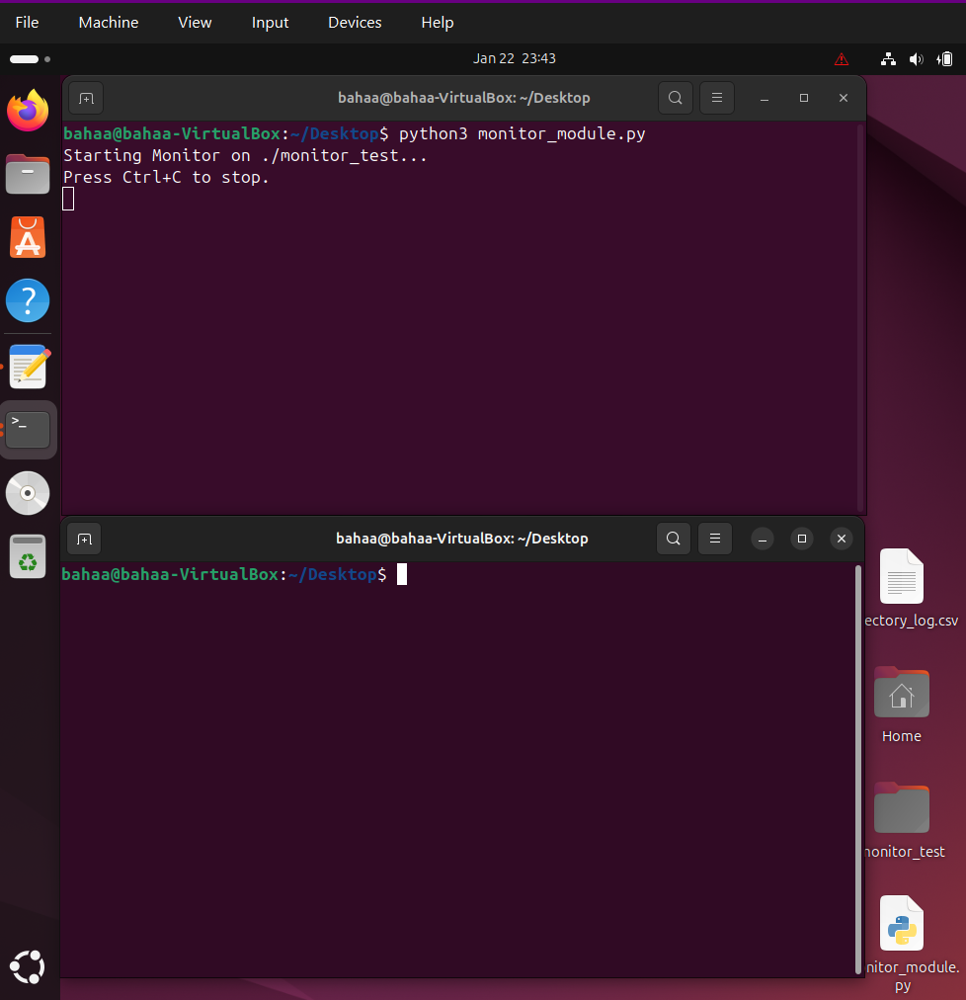 File Machine View Input Devices Help
Jan 22 23:43
bahaa@bahaa-VirtualBox: ~/Desktop
bahaa@bahaa-VirtualBox:~/Desktop$ python3 monitor_module.py
Starting Monitor on ./monitor_test...
Press Ctrl+C to stop.
bahaa@bahaa-VirtualBox: ~/Desktop
bahaa@bahaa-VirtualBox:~/Desktop$
ectory_log.csv
Home
onitor_test
nitor_module.
py